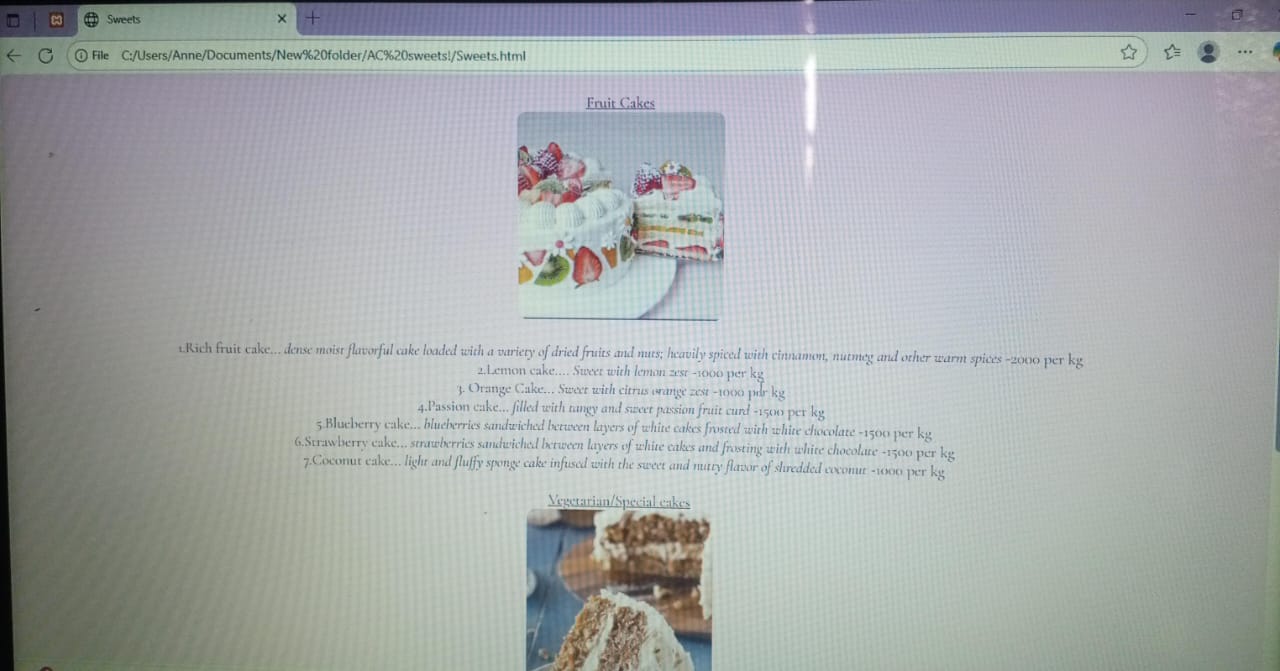 Sweets
File C:/Users/Anne/Documents/New%20folder/AC%20sweets!/Sweets.html
Fruit Cakes
1.Rich fruit cake... dense moist flavorful cake loaded with a variety of dried fruits and nuts; heavily spiced with cinnamon, nutmeg and other warm spices -2000 per kg
2.Lemon cake.... Sweet with lemon zest -1000 per kg
3. Orange Cake... Sweet with citrus orange zest -1000 per kg
4.Passion cake... filled with tangy and sweet passion fruit curd -1500 per kg
5.Blueberry cake... blueberries sandwiched between layers of white cakes frosted with white chocolate -1500 per kg
6.Strawberry cake... strawberries sandwiched between layers of white cakes and frosting with white chocolate -1500 per kg
7.Coconut cake... light and fluffy sponge cake infused with the sweet and nutty flavor of shredded coconut -1000 per kg
Vegetarian/Special cakes